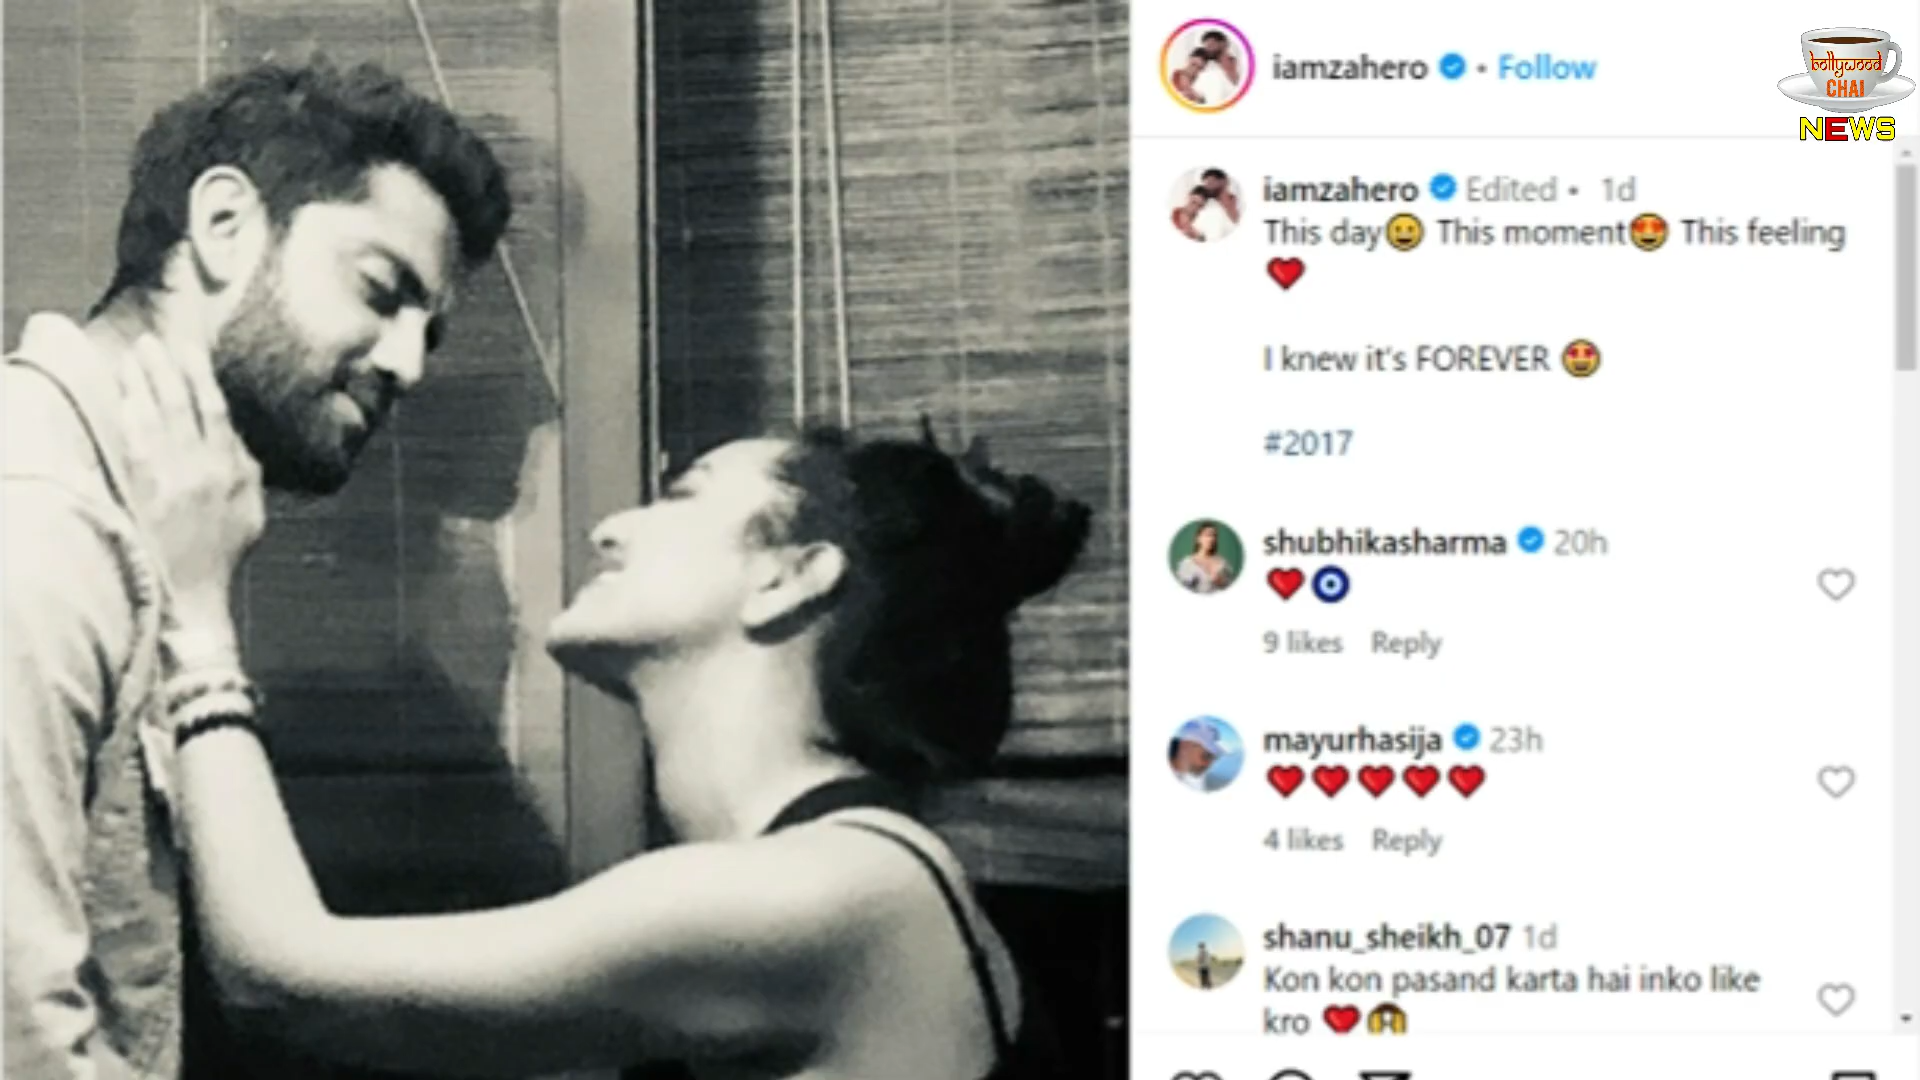 iamzahero • Follow
bollywood
CHAI
NEWS
iamzahero Edited • 1d
This day😀 This moment😍 This feeling
❤️
I knew it's FOREVER 🤩
#2017
shubhikasharma 20h
❤️🧿
9 likes Reply
mayurhasija 23h
❤️❤️❤️❤️❤️
4 likes Reply
shanu_sheikh_07 1d
Kon kon pasand karta hai inko like
kro ❤️🙌